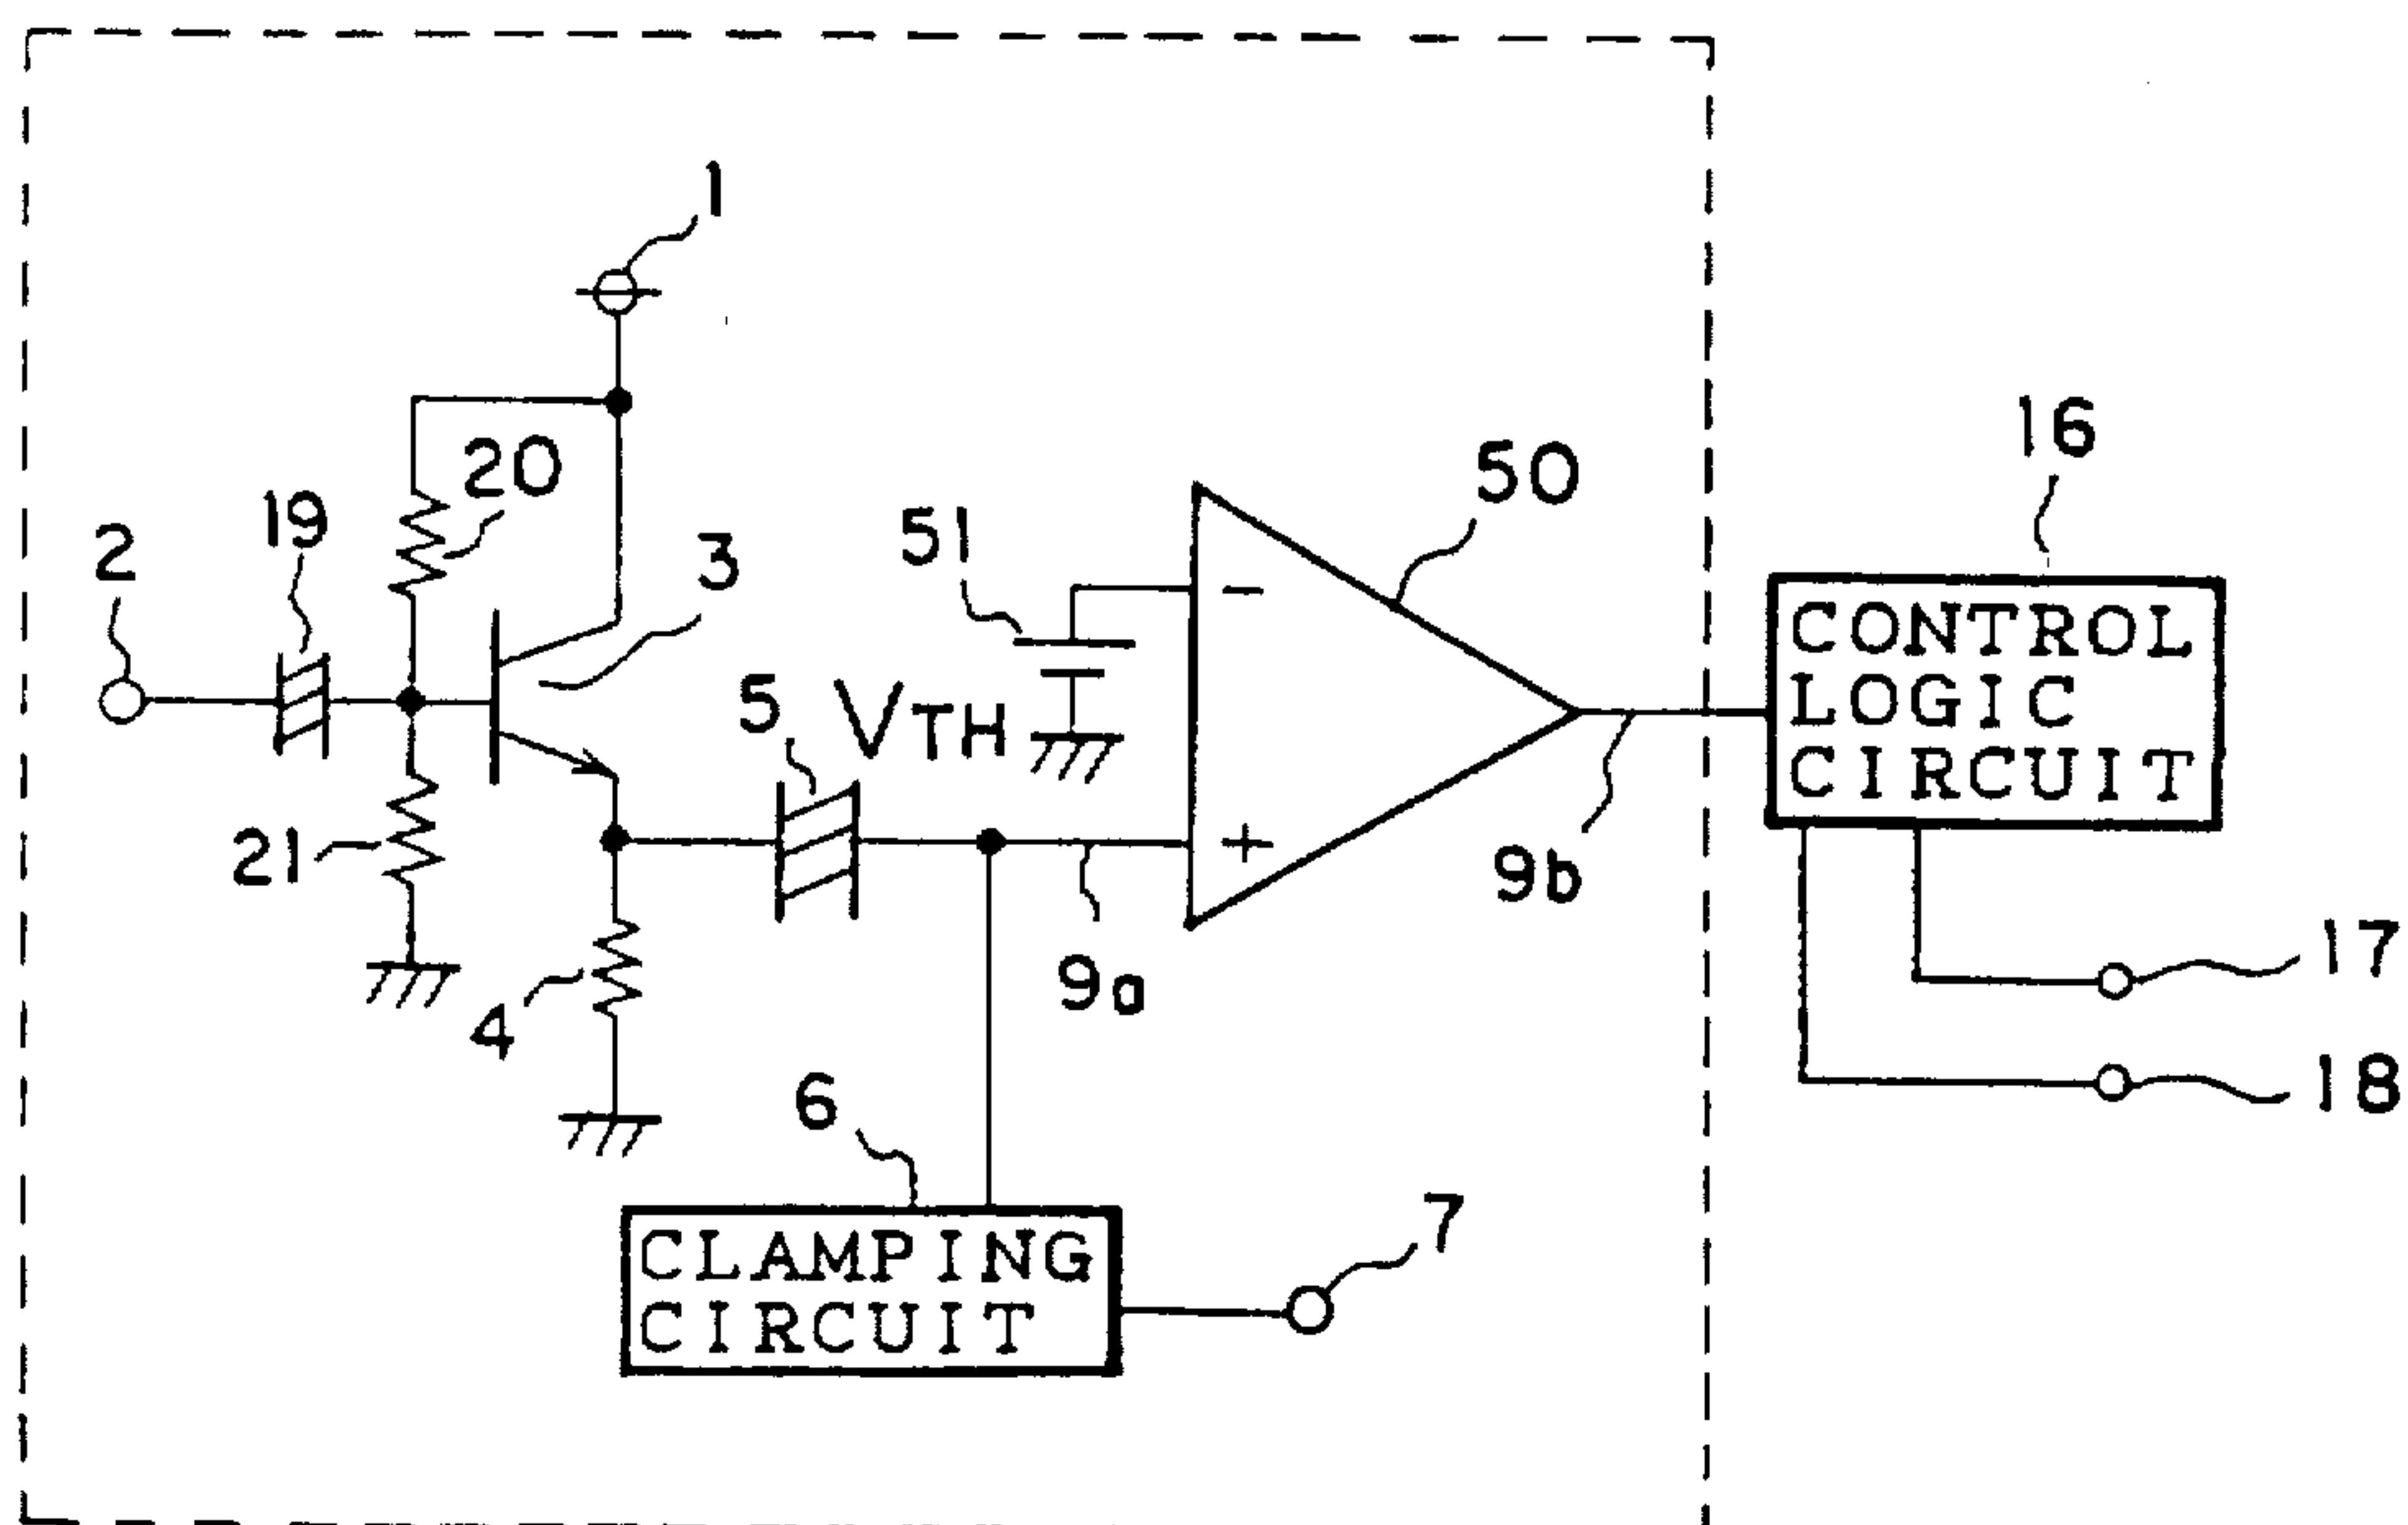 1
16
20
50
19
51
2
3
CONTROL
LOGIC
CIRCUIT
-
5
VTH
21
+
9b
17
9a
4
18
6
7
CLAMPING
CIRCUIT